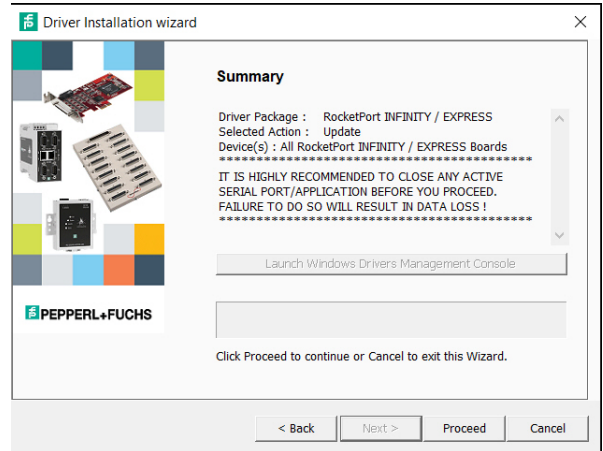 Driver Installation wizard
Summary
Driver Package : RocketPort INFINITY / EXPRESS
Selected Action : Update
Device(s) : All RocketPort INFINITY / EXPRESS Boards
******************************************
IT IS HIGHLY RECOMMENDED TO CLOSE ANY ACTIVE
SERIAL PORT/APPLICATION BEFORE YOU PROCEED.
FAILURE TO DO SO WILL RESULT IN DATA LOSS !
******************************************
Launch Windows Drivers Management Console
PEPPERL+FUCHS
Click Proceed to continue or Cancel to exit this Wizard.
< Back
Next >
Proceed
Cancel